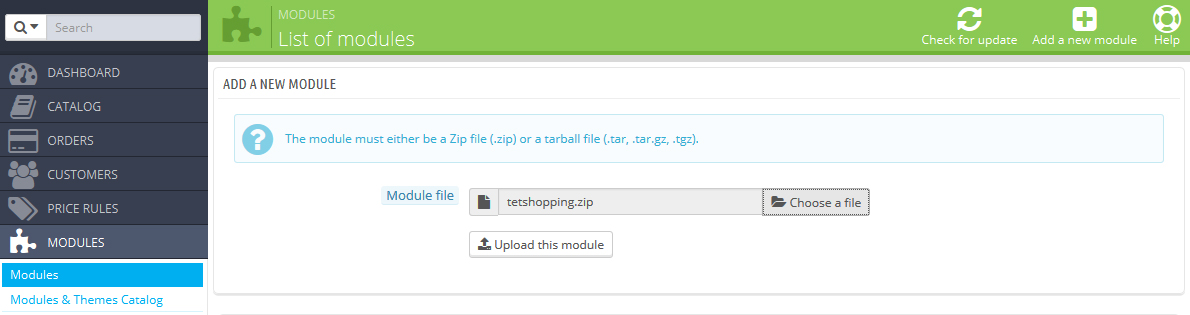 Search
DASHBOARD
CATALOG
ORDERS
CUSTOMERS
PRICE RULES
MODULES
Modules
Modules & Themes Catalog
MODULES
List of modules
Check for update
Add a new module
Help
ADD A NEW MODULE
The module must either be a Zip file (.zip) or a tarball file (.tar, .tar.gz, .tgz).
Module file
tetshopping.zip
Choose a file
Upload this module